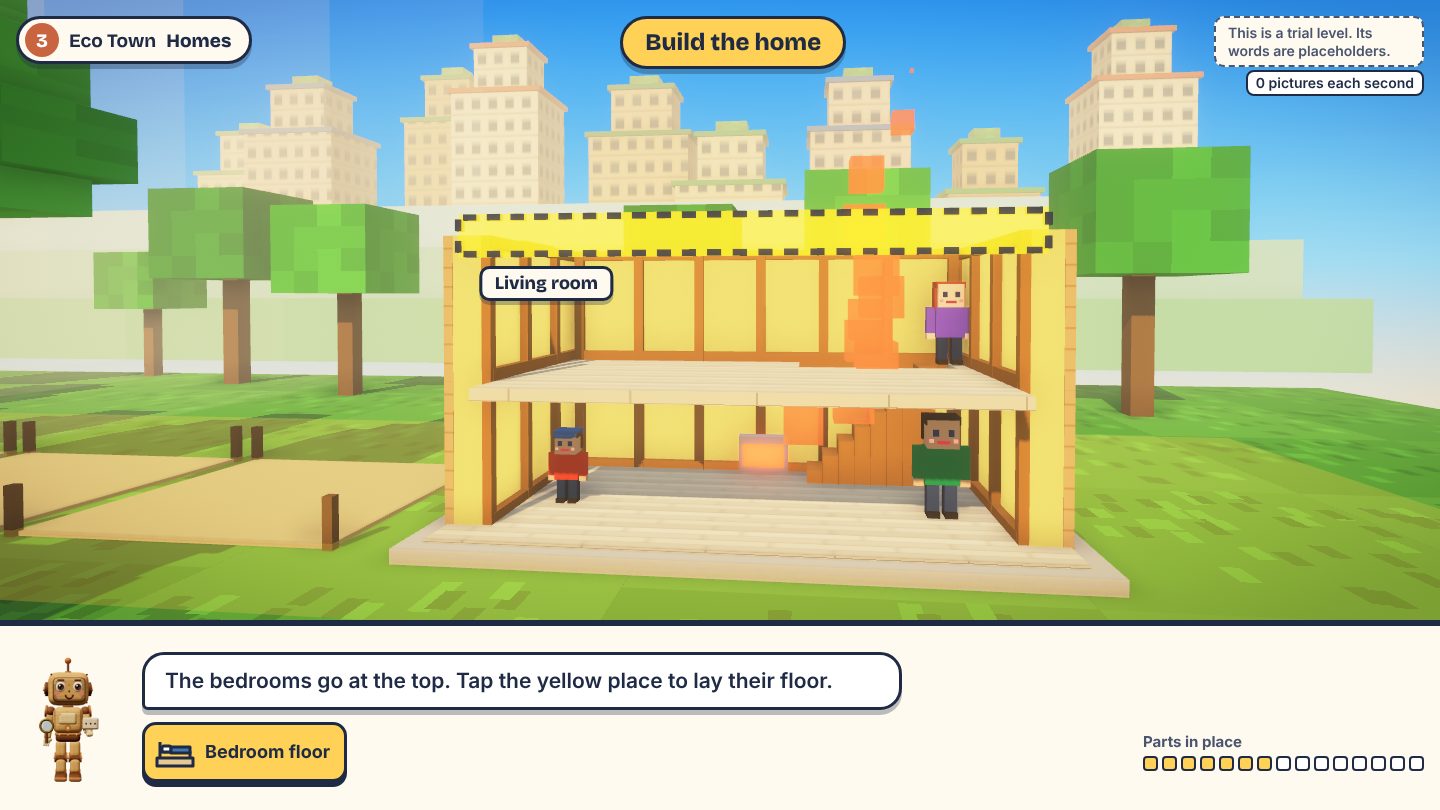 3 Eco Town Homes
Build the home
This is a trial level. Its
words are placeholders.
0 pictures each second
Living room
The bedrooms go at the top. Tap the yellow place to lay their floor.
Bedroom floor
Parts in place